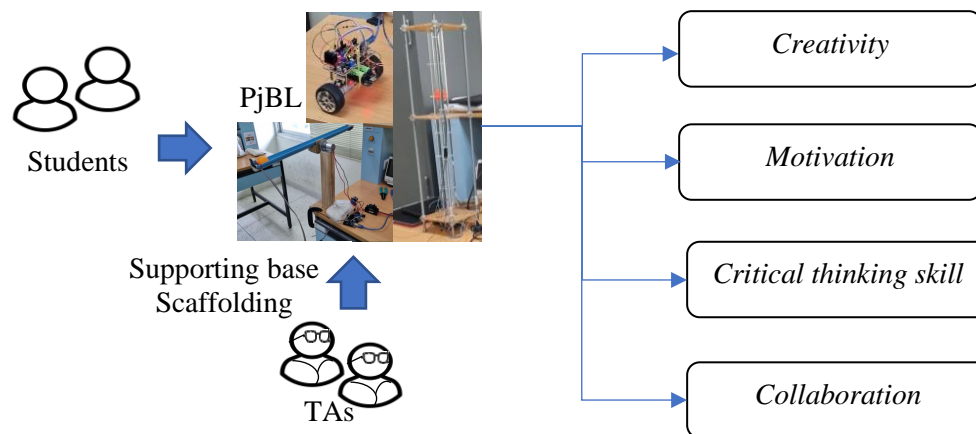 PjBL
Students
Supporting base
Scaffolding
TAs
Creativity
Motivation
Critical thinking skill
Collaboration